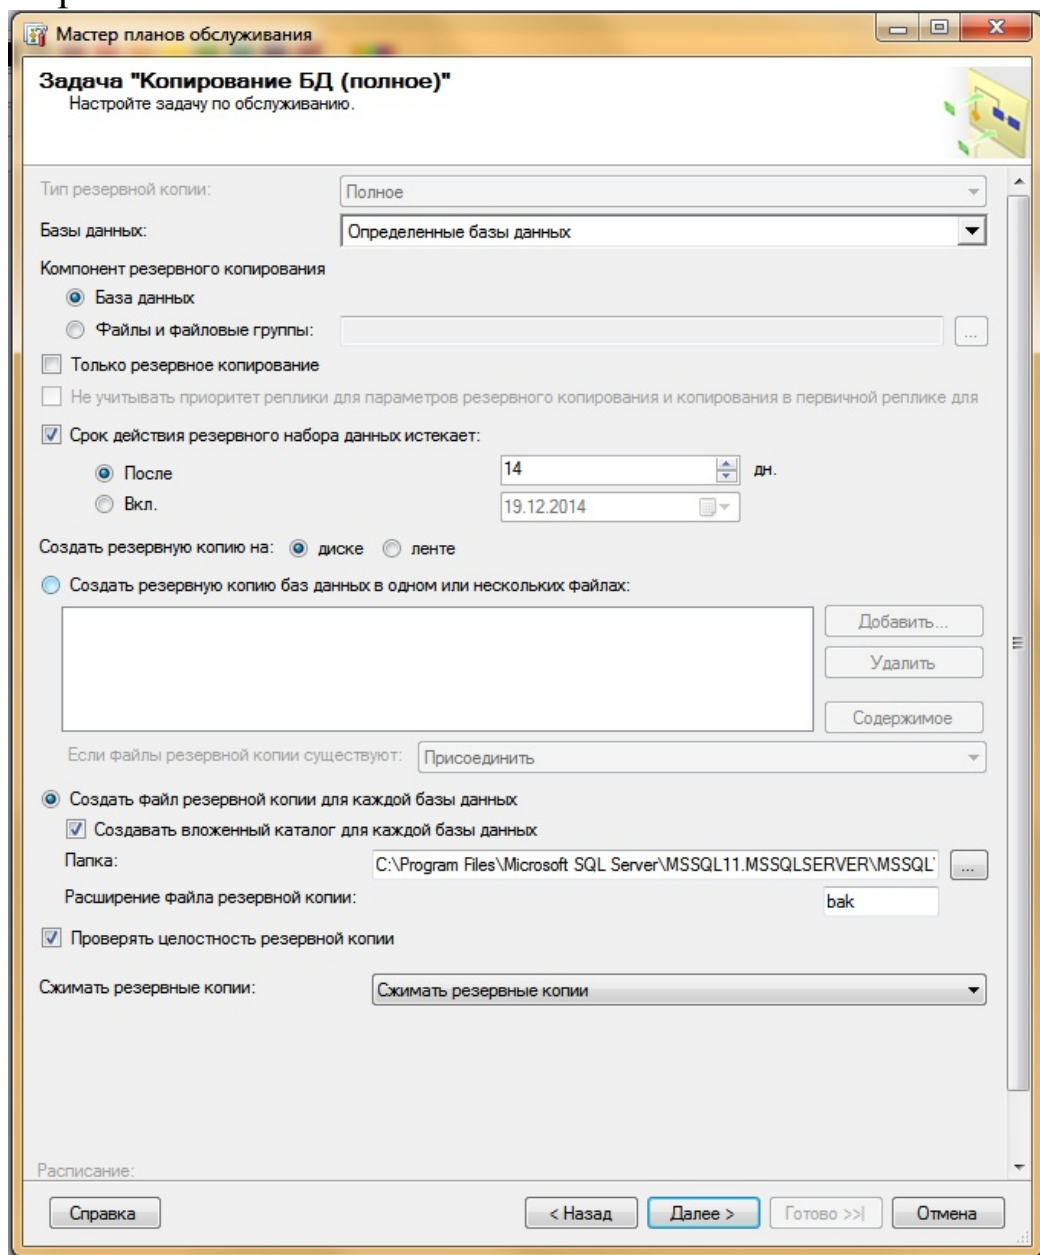 Мастер планов обслуживания
Задача "Копирование БД (полное)"
Настройте задачу по обслуживанию.
Тип резервной копии: Полное
Базы данных: Определенные базы данных
Компонент резервного копирования
База данных
Файлы и файловые группы: ...
Только резервное копирование
Не учитывать приоритет реплики для параметров резервного копирования и копирования в первичной реплике для
Срок действия резервного набора данных истекает:
После 14 дн.
Вкл. 19.12.2014
Создать резервную копию на: диске ленте
Создать резервную копию баз данных в одном или нескольких файлах:
Добавить...
Удалить
Содержимое
Если файлы резервной копии существуют: Присоединить
Создать файл резервной копии для каждой базы данных
Создавать вложенный каталог для каждой базы данных
Папка: C:\Program Files\Microsoft SQL Server\MSSQL11.MSSQLSERVER\MSSQL\ ...
Расширение файла резервной копии: bak
Проверять целостность резервной копии
Сжимать резервные копии: Сжимать резервные копии
Расписание:
Справка < Назад Далее > Готово >>| Отмена